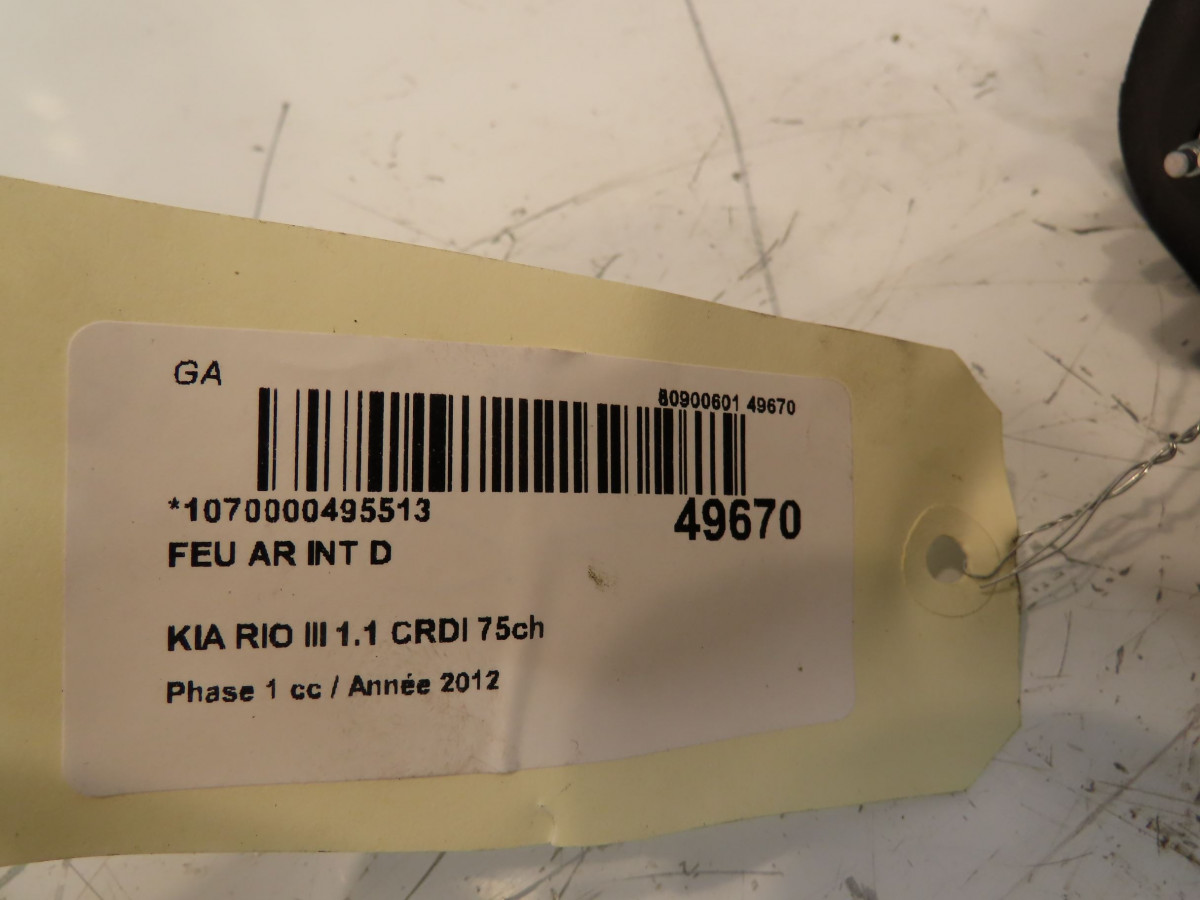 GA
80900601 49670
*1070000495513
49670
FEU AR INT D
KIA RIO III 1.1 CRDI 75ch
Phase 1 cc / Année 2012